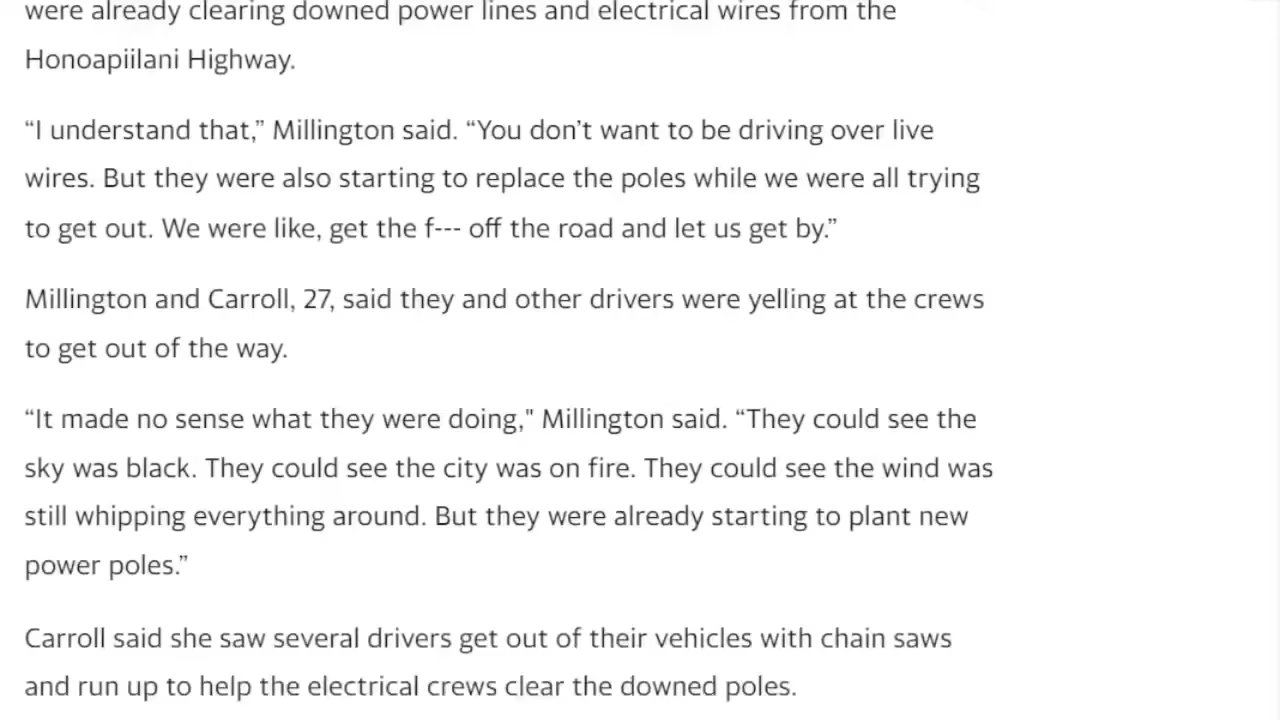 were already clearing downed power lines and electrical wires from the
Honoapiilani Highway.
“I understand that,” Millington said. “You don’t want to be driving over live
wires. But they were also starting to replace the poles while we were all trying
to get out. We were like, get the f--- off the road and let us get by.”
Millington and Carroll, 27, said they and other drivers were yelling at the crews
to get out of the way.
“It made no sense what they were doing," Millington said. “They could see the
sky was black. They could see the city was on fire. They could see the wind was
still whipping everything around. But they were already starting to plant new
power poles.”
Carroll said she saw several drivers get out of their vehicles with chain saws
and run up to help the electrical crews clear the downed poles.